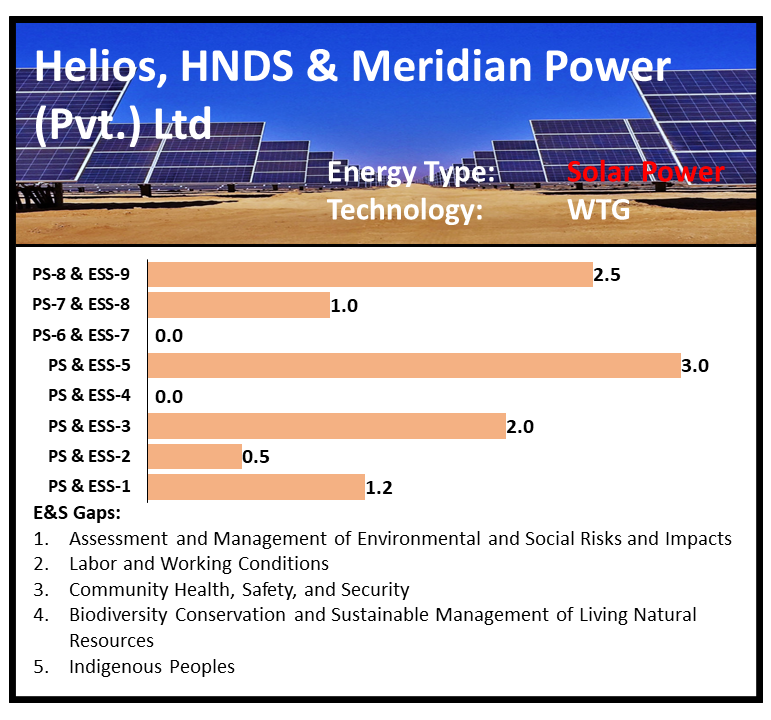 Helios, HNDS & Meridian Power
(Pvt.) Ltd
Energy Type: Solar Power
Technology: WTG
PS-8 & ESS-9 2.5
PS-7 & ESS-8 1.0
PS-6 & ESS-7 0.0
PS & ESS-5 3.0
PS & ESS-4 0.0
PS & ESS-3 2.0
PS & ESS-2 0.5
PS & ESS-1 1.2
E&S Gaps:
1. Assessment and Management of Environmental and Social Risks and Impacts
2. Labor and Working Conditions
3. Community Health, Safety, and Security
4. Biodiversity Conservation and Sustainable Management of Living Natural
Resources
5. Indigenous Peoples